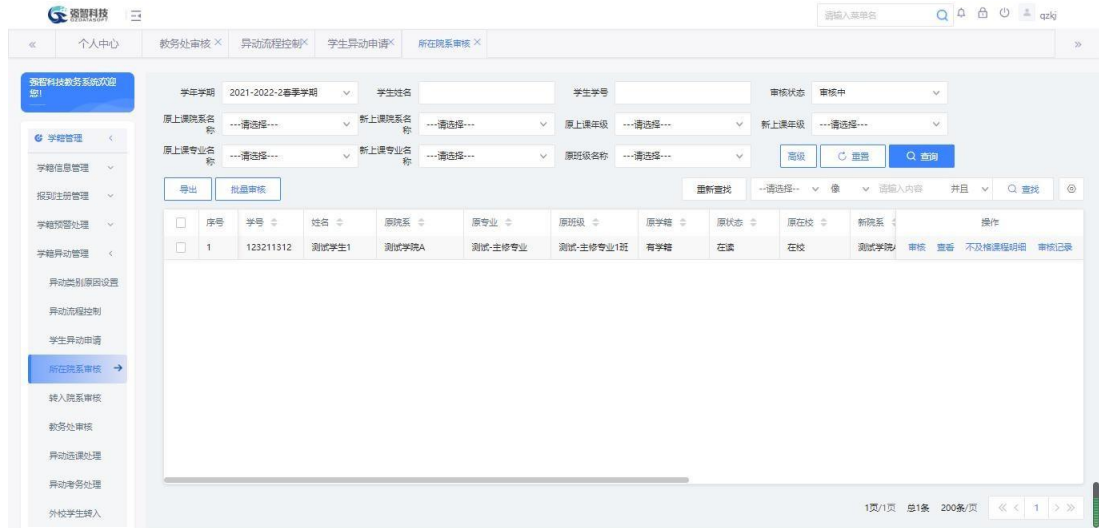 强智科技
QZDATASOFT
请输入菜单名
qzkj
个人中心
教务处审核
异动流程控制
学生异动申请
所在院系审核
强智科技教务系统欢迎
您!
学籍管理
学籍信息管理
报到注册管理
学籍预警处理
学籍异动管理
异动类别原因设置
异动流程控制
学生异动申请
所在院系审核
转入院系审核
教务处审核
异动选课处理
异动考务处理
外校学生转入
学年学期 2021-2022-2春季学期 学生姓名 学生学号 审核状态 审核中
原上课院系名称 ---请选择--- 新上课院系名称 ---请选择--- 原上课年级 ---请选择--- 新上课年级 ---请选择---
原上课专业名称 ---请选择--- 新上课专业名称 ---请选择--- 原班级名称 ---请选择--- 高级 重置 查询
导出 批量审核 重新查找 --请选择-- 像 请输入内容 并且 查找
序号 学号 姓名 原院系 原专业 原班级 原学籍 原状态 原在校 新院系 操作
1 123211312 测试学生1 测试学院A 测试-主修专业 测试-主修专业1班 有学籍 在读 在校 测试学院 审核 查看 不及格课程明细 审核记录
1页/1页 总1条 200条/页 1